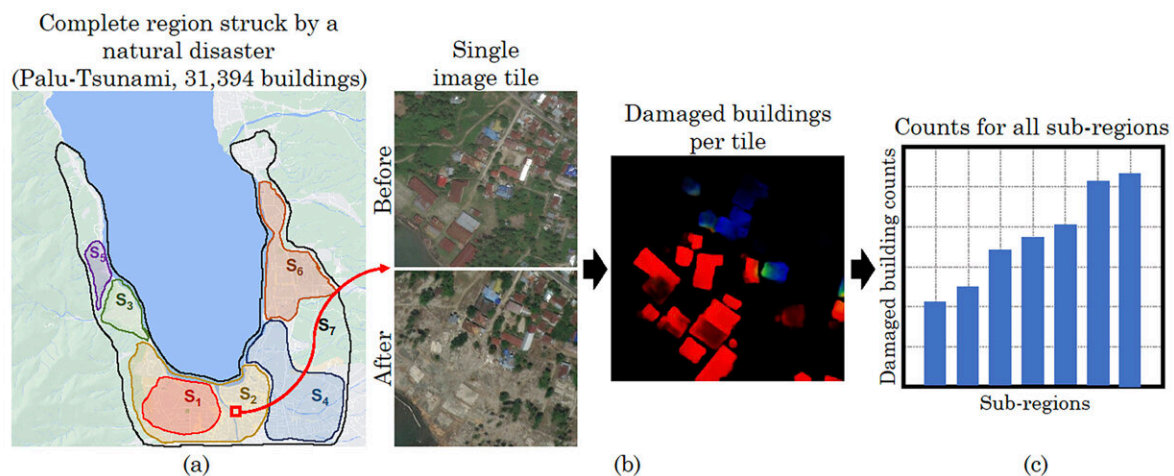 Complete region struck by a
natural disaster
(Palu-Tsunami, 31,394 buildings)
S5
S3
S1
S2
S4
S6
S7
(a)
Single
image tile
Before
After
Damaged buildings
per tile
(b)
Counts for all sub-regions
Damaged building counts
Sub-regions
(c)